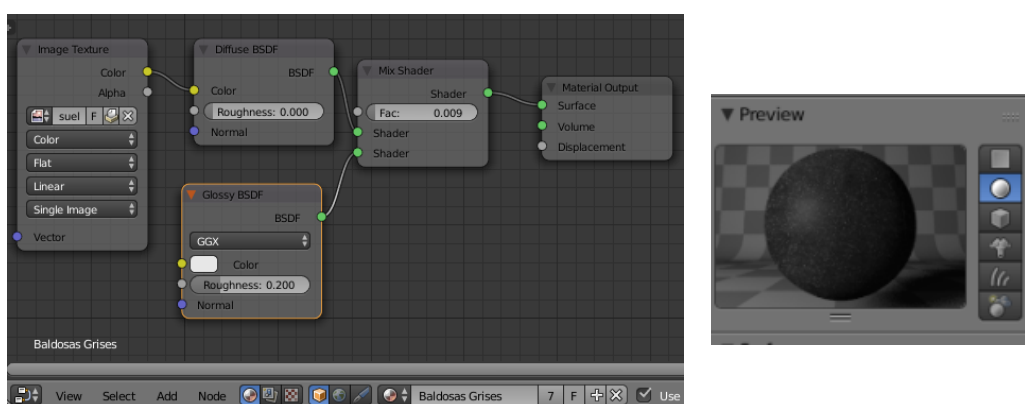 Image Texture
Color
Alpha
suel F
Color
Flat
Linear
Single Image
Vector
Diffuse BSDF
BSDF
Color
Roughness: 0.000
Normal
Glossy BSDF
BSDF
GGX
Color
Roughness: 0.200
Normal
Mix Shader
Shader
Fac: 0.009
Shader
Shader
Material Output
Surface
Volume
Displacement
Baldosas Grises
View Select Add Node Baldosas Grises 7 F Use
Preview